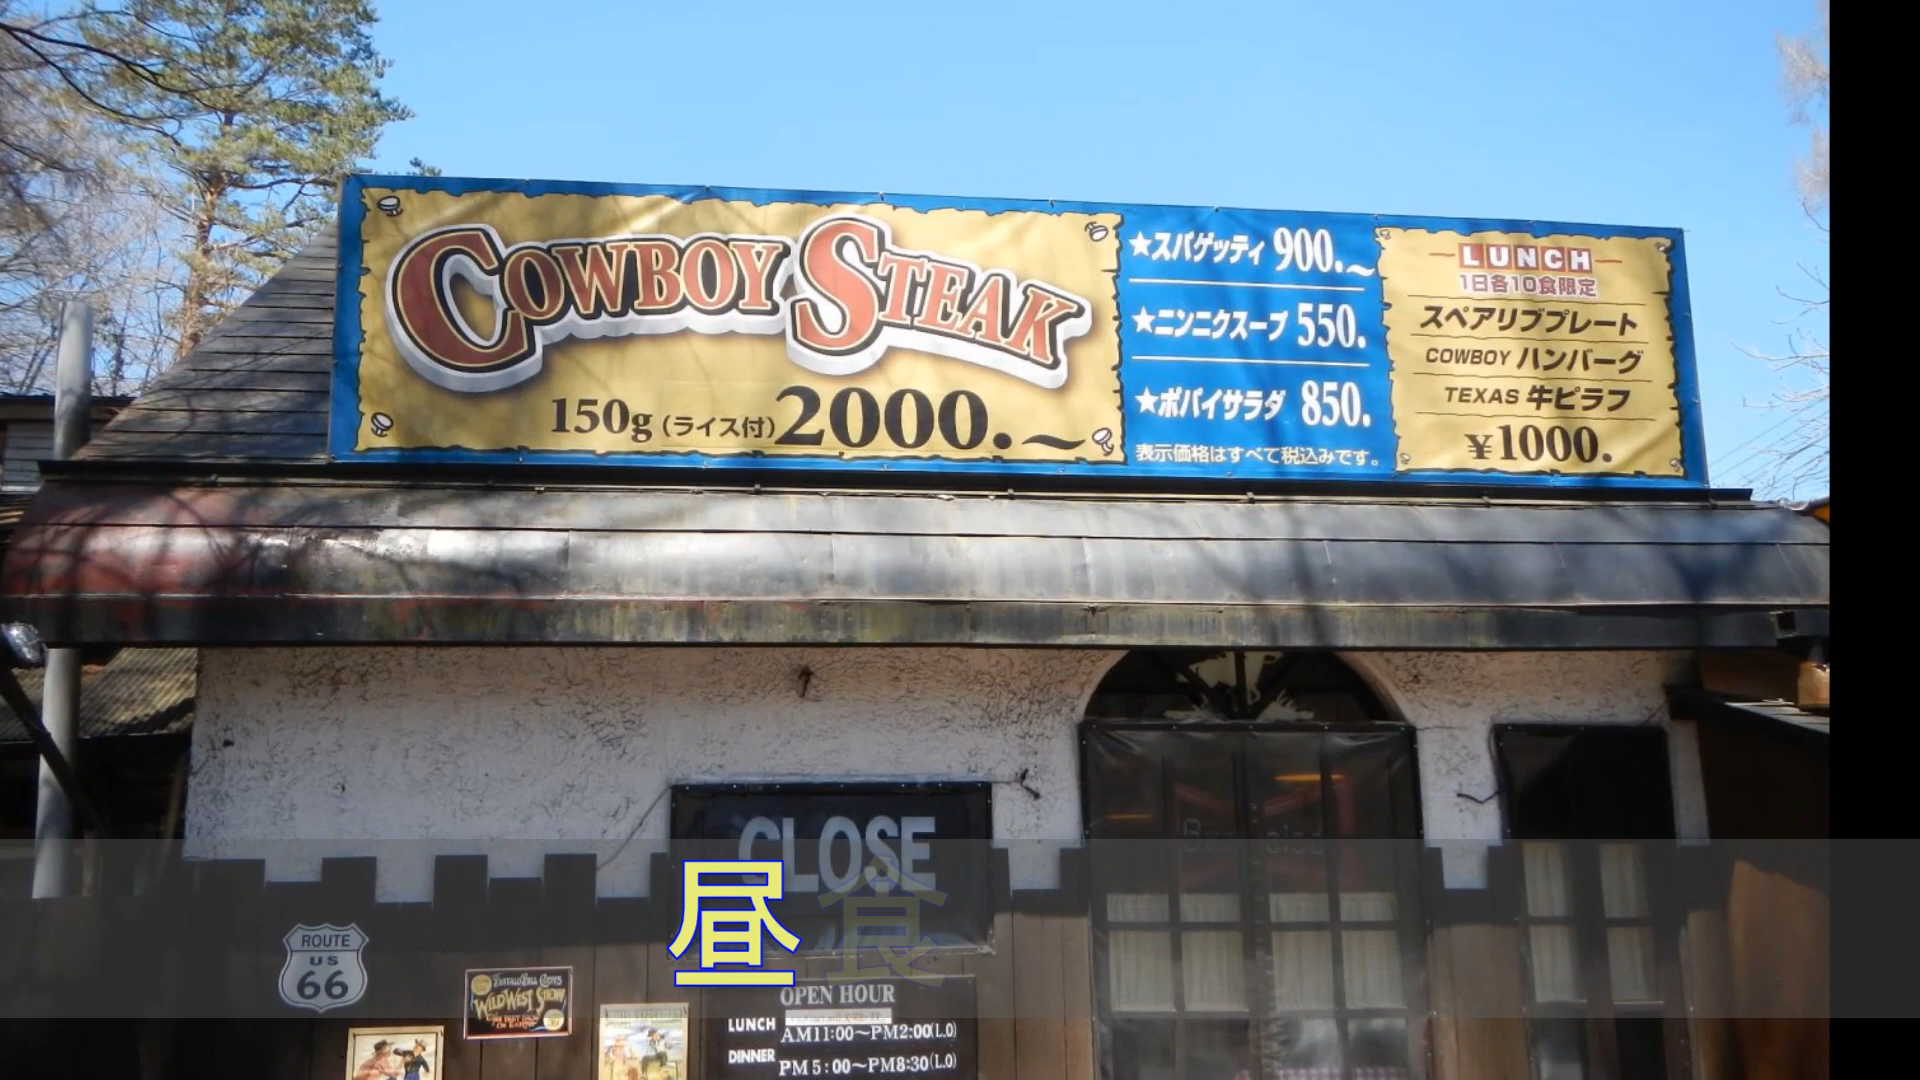 COWBOY STEAK
150g (ライス付) 2000.～
★スパゲッティ 900.～
★ニンニクスープ 550.
★ポパイサラダ 850.
表示価格はすべて税込みです。
LUNCH
1日各10食限定
スペアリブプレート
COWBOY ハンバーグ
TEXAS 牛ピラフ
¥1000.
CLOSE
昼食
ROUTE
US
66
WILD WEST SHOW
OPEN HOUR
LUNCH AM11:00～PM2:00(L.O)
DINNER PM5:00～PM8:30(L.O)